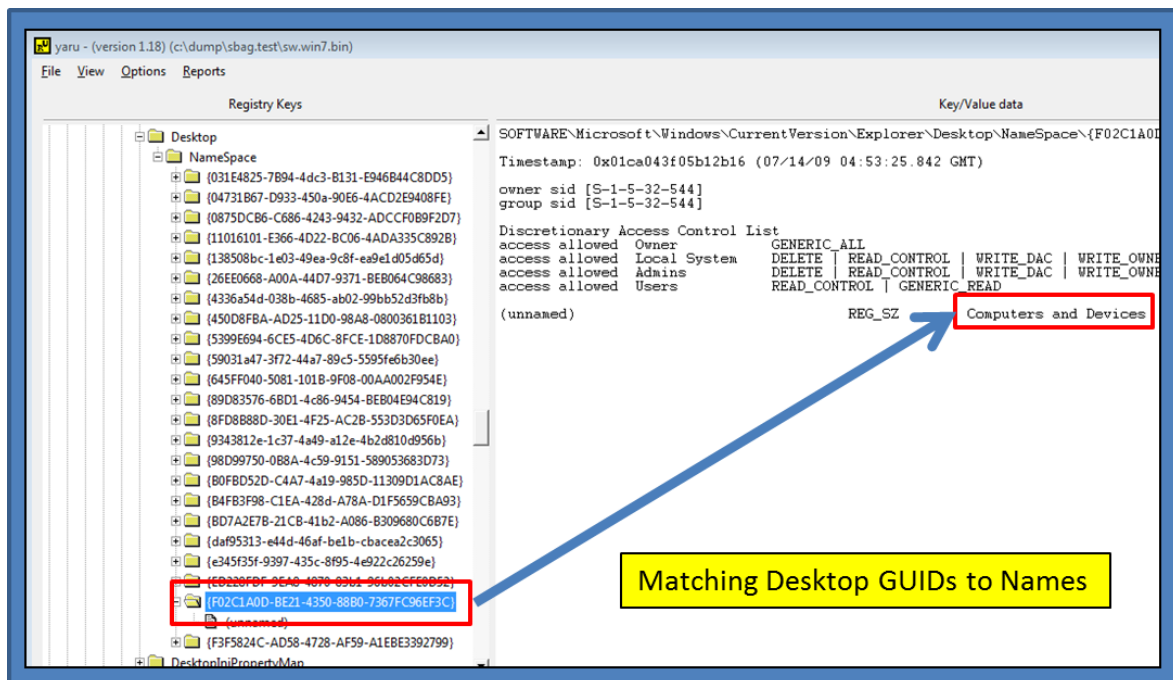 yaru - (version 1.18) (c:\dump\sbag.test\sw.win7.bin)
File View Options Reports
Registry Keys
Key/Value data
Desktop
NameSpace
{031E4825-7B94-4dc3-B131-E946B44C8DD5}
{04731B67-D933-450a-90E6-4ACD2E9408FE}
{0875DCB6-C686-4243-9432-ADCCF0B9F2D7}
{11016101-E366-4D22-BC06-4ADA335C892B}
{138508bc-1e03-49ea-9c8f-ea9e1d05d65d}
{26EE0668-A00A-44D7-9371-BEB064C98683}
{4336a54d-038b-4685-ab02-99bb52d3fb8b}
{450D8FBA-AD25-11D0-98A8-0800361B1103}
{5399E694-6CE5-4D6C-8FCE-1D8870FDCBA0}
{59031a47-3f72-44a7-89c5-5595fe6b30ee}
{645FF040-5081-101B-9F08-00AA002F954E}
{89D83576-6BD1-4c86-9454-BEB04E94C819}
{8FD8B88D-30E1-4F25-AC2B-553D3D65F0EA}
{9343812e-1c37-4a49-a12e-4b2d810d956b}
{98D99750-0B8A-4c59-9151-589053683D73}
{B0FBD52D-C4A7-4a19-985D-11309D1AC8AE}
{B4FB3F98-C1EA-428d-A78A-D1F5659CBA93}
{BD7A2E7B-21CB-41b2-A086-B309680C6B7E}
{daf95313-e44d-46af-be1b-cbacea2c3065}
{e345f35f-9397-435c-8f95-4e922c26259e}
{ED228FDF-9EA8-4870-83b1-96b02CFE0D52}
{F02C1A0D-BE21-4350-88B0-7367FC96EF3C}
(unnamed)
{F3F5824C-AD58-4728-AF59-A1EBE3392799}
DesktopIniPropertyMap
SOFTWARE\Microsoft\Windows\CurrentVersion\Explorer\Desktop\NameSpace\{F02C1A0D
Timestamp: 0x01ca043f05b12b16 (07/14/09 04:53:25.842 GMT)
owner sid [S-1-5-32-544]
group sid [S-1-5-32-544]
Discretionary Access Control List
access allowed Owner GENERIC_ALL
access allowed Local System DELETE | READ_CONTROL | WRITE_DAC | WRITE_OWNE
access allowed Admins DELETE | READ_CONTROL | WRITE_DAC | WRITE_OWNE
access allowed Users READ_CONTROL | GENERIC_READ
(unnamed) REG_SZ Computers and Devices
Matching Desktop GUIDs to Names